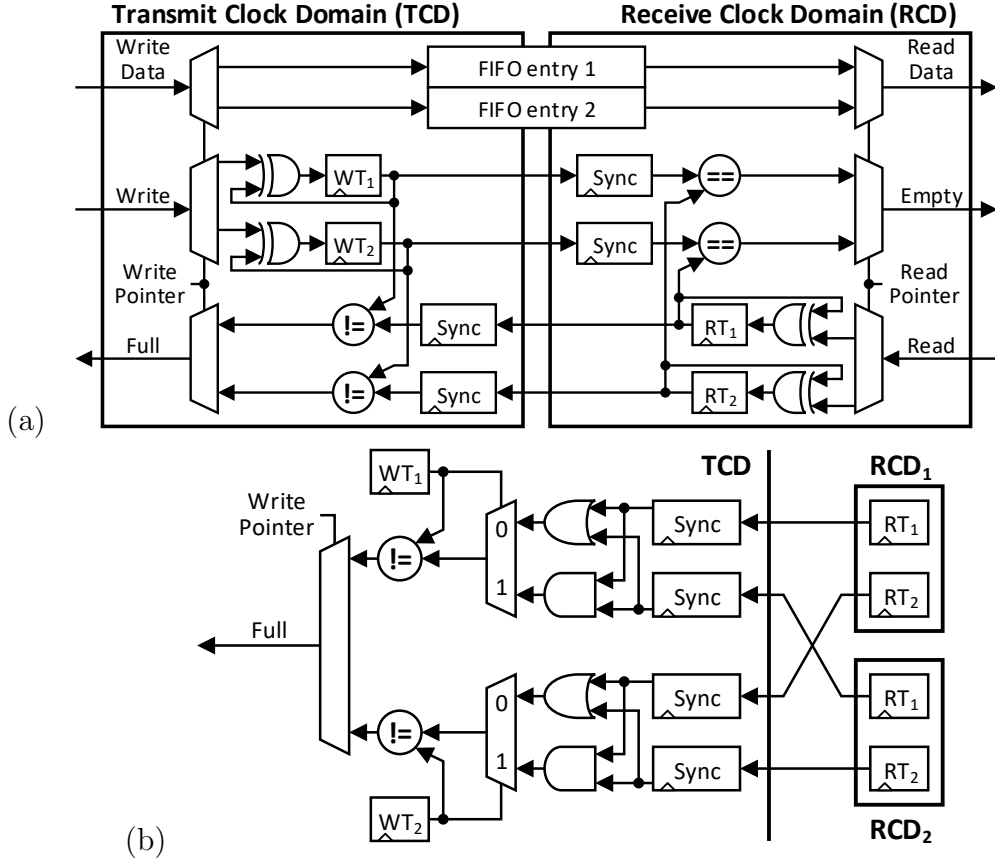 Transmit Clock Domain (TCD)
Receive Clock Domain (RCD)
Write
Data
FIFO entry 1
FIFO entry 2
Read
Data
Write
WT1
WT2
Sync
Sync
==
==
Empty
Write
Pointer
Read
Pointer
Full
!=
!=
Sync
Sync
RT1
RT2
Read
(a)
TCD
RCD1
WT1
Write
Pointer
!=
0
1
Sync
Sync
RT1
RT2
Full
!=
0
1
Sync
Sync
RT1
RT2
WT2
RCD2
(b)